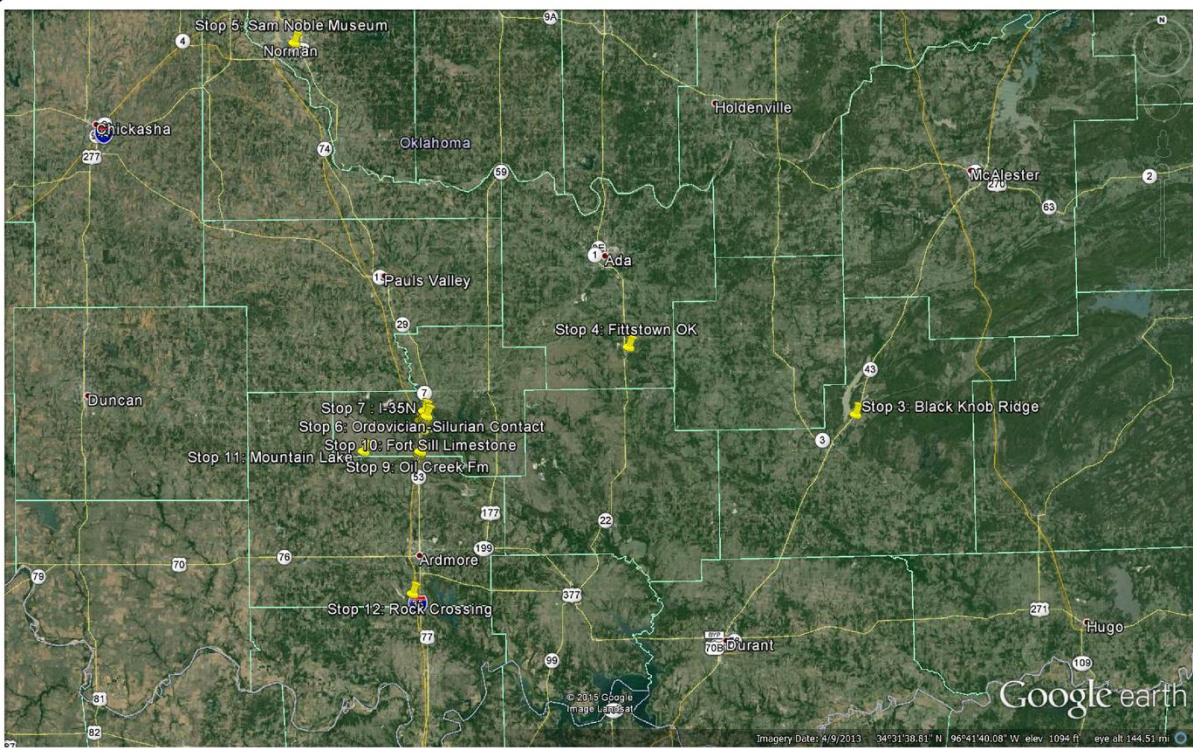 9A
Stop 5: Sam Noble Museum
N
4
Norman
Holdenville
Chickasha
Oklahoma
277
74
59
McAlester
270
2
63
1
Ada
Pauls Valley
29
Stop 4: Fittstown OK
43
7
Duncan
Stop 7 : I-35N
Stop 3: Black Knob Ridge
Stop 6: Ordovician-Silurian Contact
3
Stop 10: Fort Sill Limestone
Stop 11: Mountain Lake
Stop 9: Oil Creek Fm
53
177
22
199
76
Ardmore
70
79
377
Stop 12: Rock Crossing
271
Hugo
77
BYP
70B
Durant
99
109
81
© 2015 Google
Image Landsat
Google earth
82
Imagery Date: 4/9/2013 34°31'38.81" N 96°41'40.08" W elev 1094 ft eye alt 144.51 mi